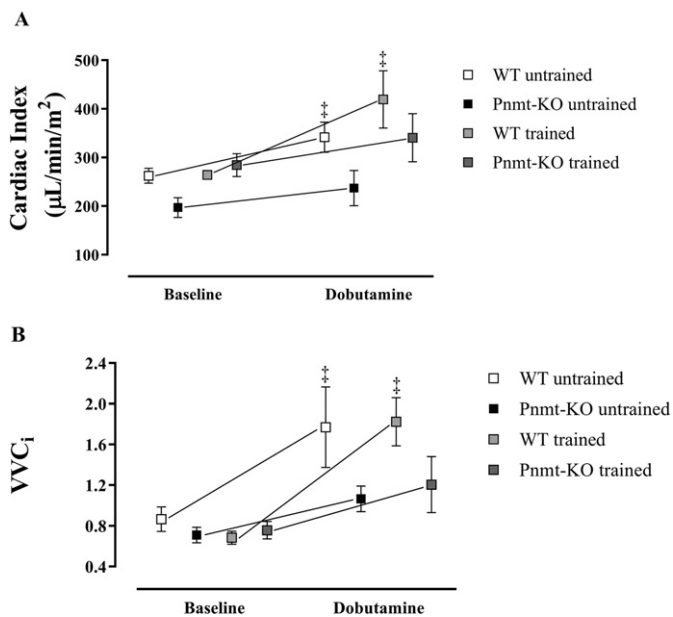 A
Cardiac Index
(µL/min/m²)
500
400
300
200
100
‡
‡
WT untrained
Pnmt-KO untrained
WT trained
Pnmt-KO trained
Baseline Dobutamine
B
VVCi
2.4
2.0
1.6
1.2
0.8
0.4
‡
‡
WT untrained
Pnmt-KO untrained
WT trained
Pnmt-KO trained
Baseline Dobutamine